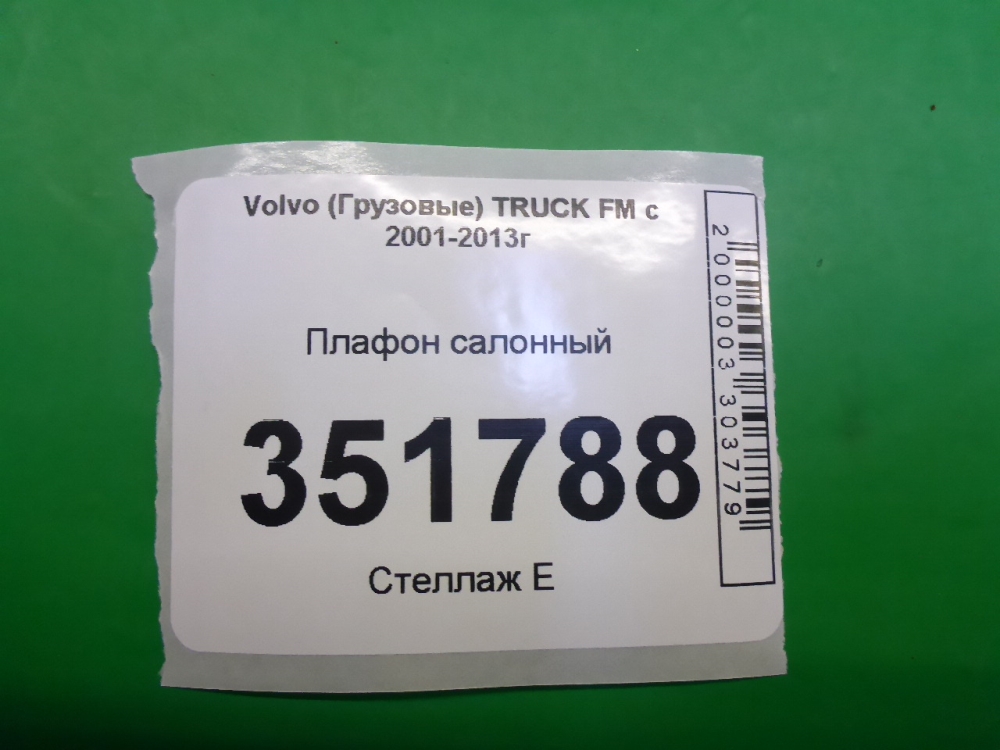 Volvo (Грузовые) TRUCK FM с
2001-2013г
Плафон салонный
351788
Стеллаж Е
2 000003 303779